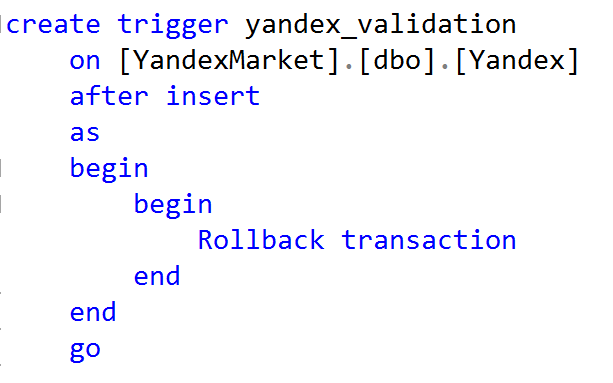 create trigger yandex_validation
on [YandexMarket].[dbo].[Yandex]
after insert
as
begin
begin
Rollback transaction
end
end
go